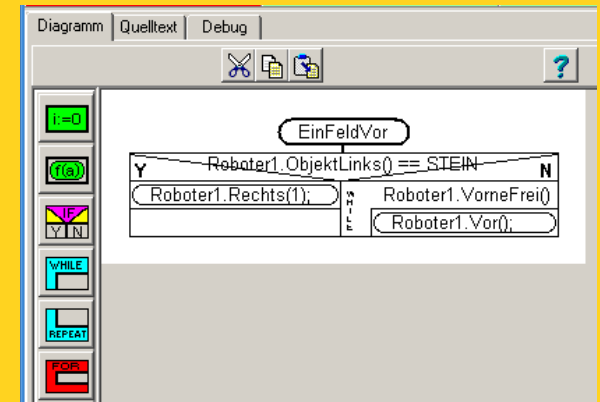 Diagramm Quelltext Debug
?
i:=0
EinFeldVor
f(a)
Y Roboter1.ObjektLinks() == STEIN N
Roboter1.Rechts(1); WHILE Roboter1.VorneFrei()
IF
Y N
Roboter1.Vor();
WHILE
REPEAT
FOR